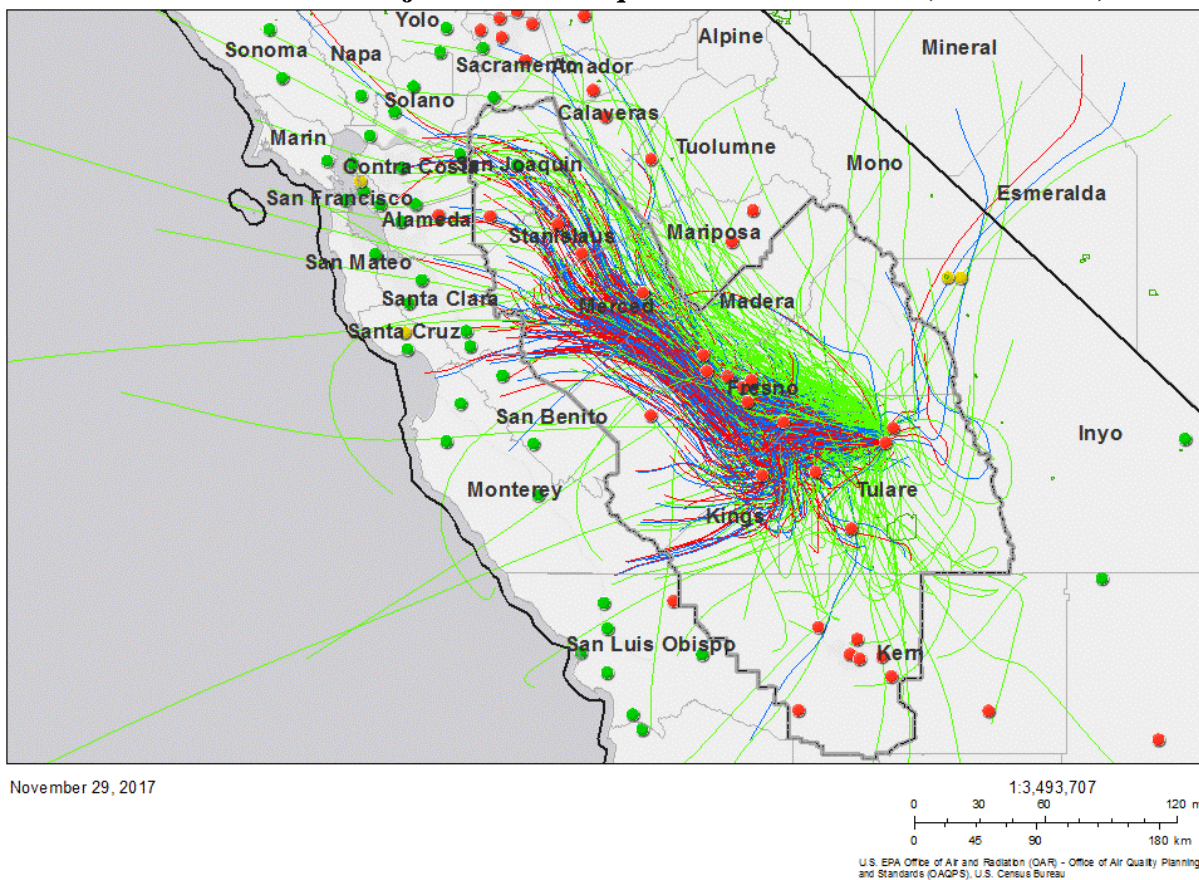 Yolo
Sonoma
Napa
Alpine
Mineral
Sacramento
Amador
Solano
Calaveras
Marin
Tuolumne
Mono
Contra Costa
San Joaquin
Esmeralda
San Francisco
Alameda
Stanislaus
Mariposa
San Mateo
Santa Clara
Merced
Madera
Santa Cruz
Fresno
San Benito
Inyo
Monterey
Tulare
Kings
San Luis Obispo
Kern
November 29, 2017
1:3,493,707
0 30 60 120 m
0 45 90 180 km
U.S. EPA Office of Air and Radiation (OAR) - Office of Air Quality Planning
and Standards (OAQPS), U.S. Census Bureau